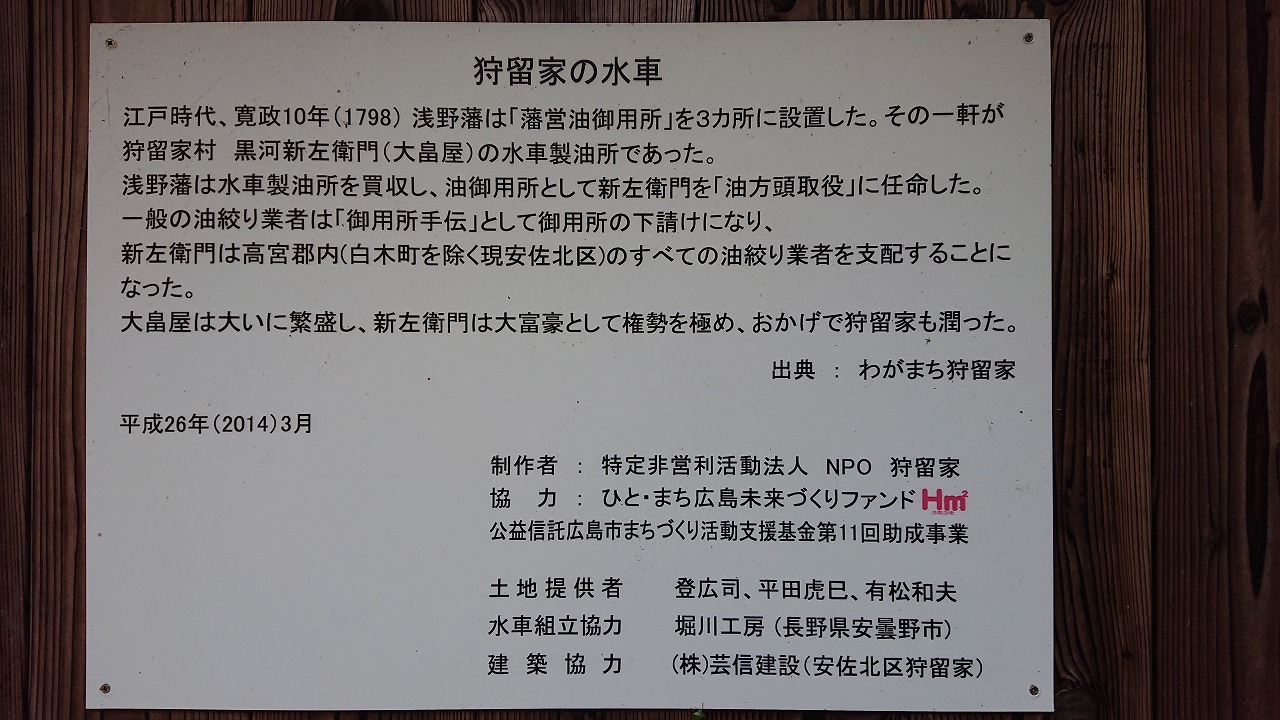 狩留家の水車
江戸時代、寛政10年(1798) 浅野藩は「藩営油御用所」を3カ所に設置した。その一軒が
狩留家村　黒河新左衛門(大畠屋)の水車製油所であった。
浅野藩は水車製油所を買収し、油御用所として新左衛門を「油方頭取役」に任命した。
一般の油絞り業者は「御用所手伝」として御用所の下請けになり、
新左衛門は高宮郡内(白木町を除く現安佐北区)のすべての油絞り業者を支配することに
なった。
大畠屋は大いに繁盛し、新左衛門は大富豪として権勢を極め、おかげで狩留家も潤った。
出典　：　わがまち狩留家
平成26年(2014)3月
制作者　：　特定非営利活動法人　NPO　狩留家
協　力　：　ひと・まち広島未来づくりファンド Hm²
公益信託広島市まちづくり活動支援基金第11回助成事業
土地提供者　　登広司、平田虎巳、有松和夫
水車組立協力　　堀川工房(長野県安曇野市)
建築協力　　(株)芸信建設(安佐北区狩留家)